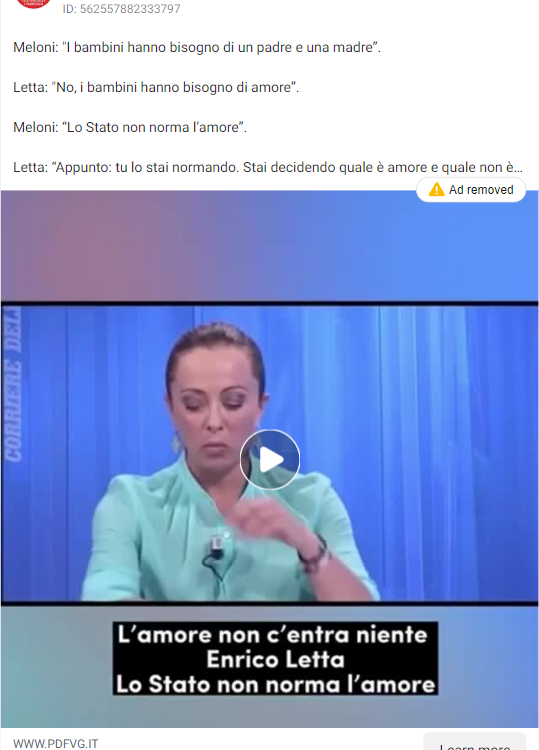 ID: 562557882333797
Meloni: "I bambini hanno bisogno di un padre e una madre”.
Letta: "No, i bambini hanno bisogno di amore”.
Meloni: “Lo Stato non norma l’amore”.
Letta: “Appunto: tu lo stai normando. Stai decidendo quale è amore e quale non è...
Ad removed
CORRIERE DELLA
L’amore non c’entra niente
Enrico Letta
Lo Stato non norma l’amore
WWW.PDFVG.IT
Learn more